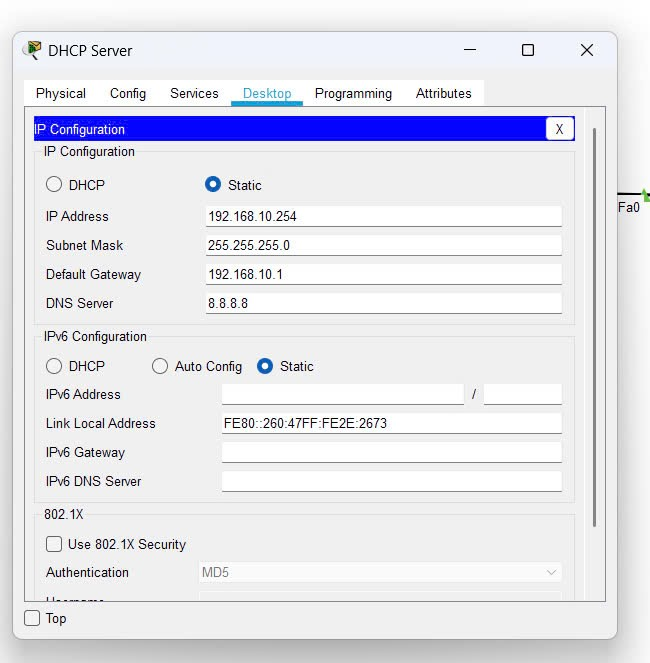 DHCP Server
Physical Config Services Desktop Programming Attributes
IP Configuration X
IP Configuration
DHCP Static
IP Address 192.168.10.254
Subnet Mask 255.255.255.0
Default Gateway 192.168.10.1
DNS Server 8.8.8.8
IPv6 Configuration
DHCP Auto Config Static
IPv6 Address /
Link Local Address FE80::260:47FF:FE2E:2673
IPv6 Gateway
IPv6 DNS Server
802.1X
Use 802.1X Security
Authentication MD5
Top
Fa0